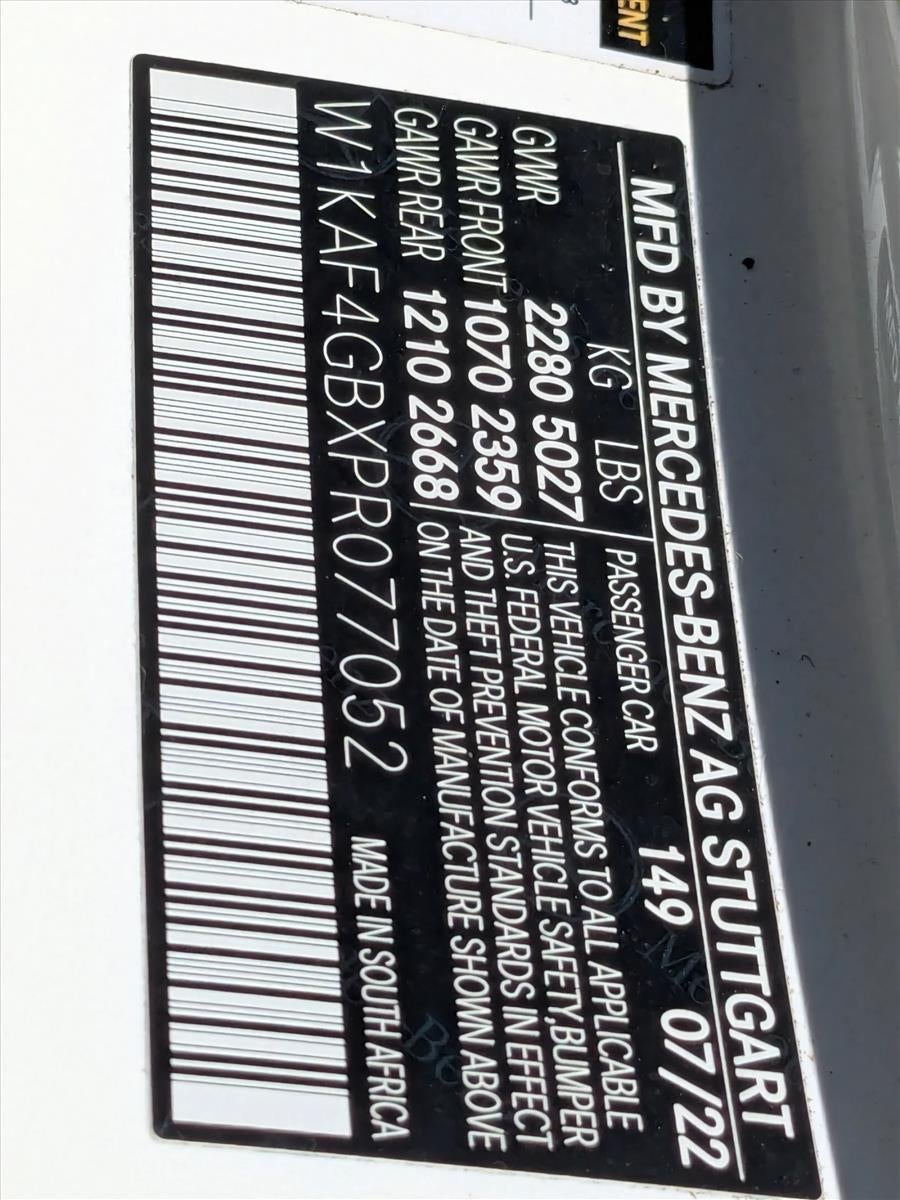 ENT
MFD BY MERCEDES-BENZ AG STUTTGART
KG LBS PASSENGER CAR 149 07/22
GVWR 2280 5027 THIS VEHICLE CONFORMS TO ALL APPLICABLE
GAWR FRONT 1070 2359 U.S. FEDERAL MOTOR VEHICLE SAFETY,BUMPER
GAWR REAR 1210 2668 AND THEFT PREVENTION STANDARDS IN EFFECT
ON THE DATE OF MANUFACTURE SHOWN ABOVE
W1KAF4GBXPR077052 MADE IN SOUTH AFRICA